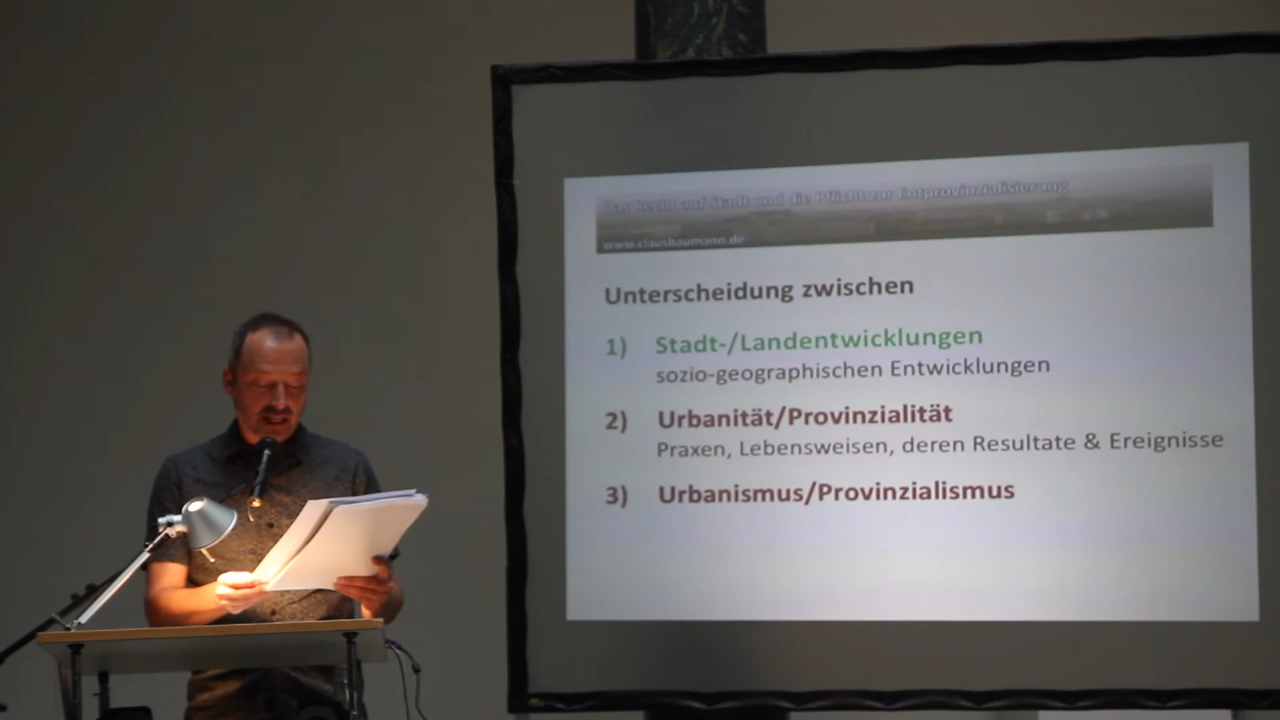 Das Recht auf Stadt und die Pflicht zur Entprovinzialisierung
www.clausbaumann.de
Unterscheidung zwischen
1) Stadt-/Landentwicklungen
sozio-geographischen Entwicklungen
2) Urbanität/Provinzialität
Praxen, Lebensweisen, deren Resultate & Ereignisse
3) Urbanismus/Provinzialismus